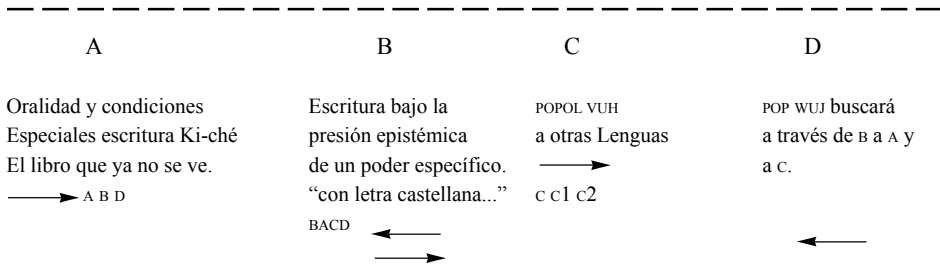 A
B
C
D
Oralidad y condiciones
Especiales escritura Ki-ché
El libro que ya no se ve.
A B D
Escritura bajo la
presión epistémica
de un poder específico.
“con letra castellana...”
BACD
POPOL VUH
a otras Lenguas
C C1 C2
POP WUJ buscará
a través de B a A y
a C.